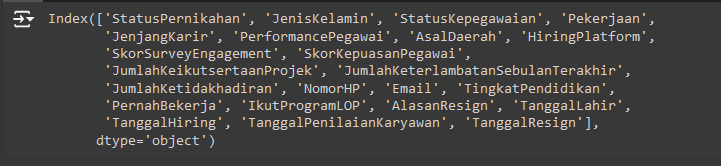 Index(['StatusPernikahan', 'JenisKelamin', 'StatusKepegawaian', 'Pekerjaan',
'JenjangKarir', 'PerformancePegawai', 'AsalDaerah', 'HiringPlatform',
'SkorSurveyEngagement', 'SkorKepuasanPegawai',
'JumlahKeikutsertaanProjek', 'JumlahKeterlambatanSebulanTerakhir',
'JumlahKetidakhadiran', 'NomorHP', 'Email', 'TingkatPendidikan',
'PernahBekerja', 'IkutProgramLOP', 'AlasanResign', 'TanggalLahir',
'TanggalHiring', 'TanggalPenilaianKaryawan', 'TanggalResign'],
dtype='object')